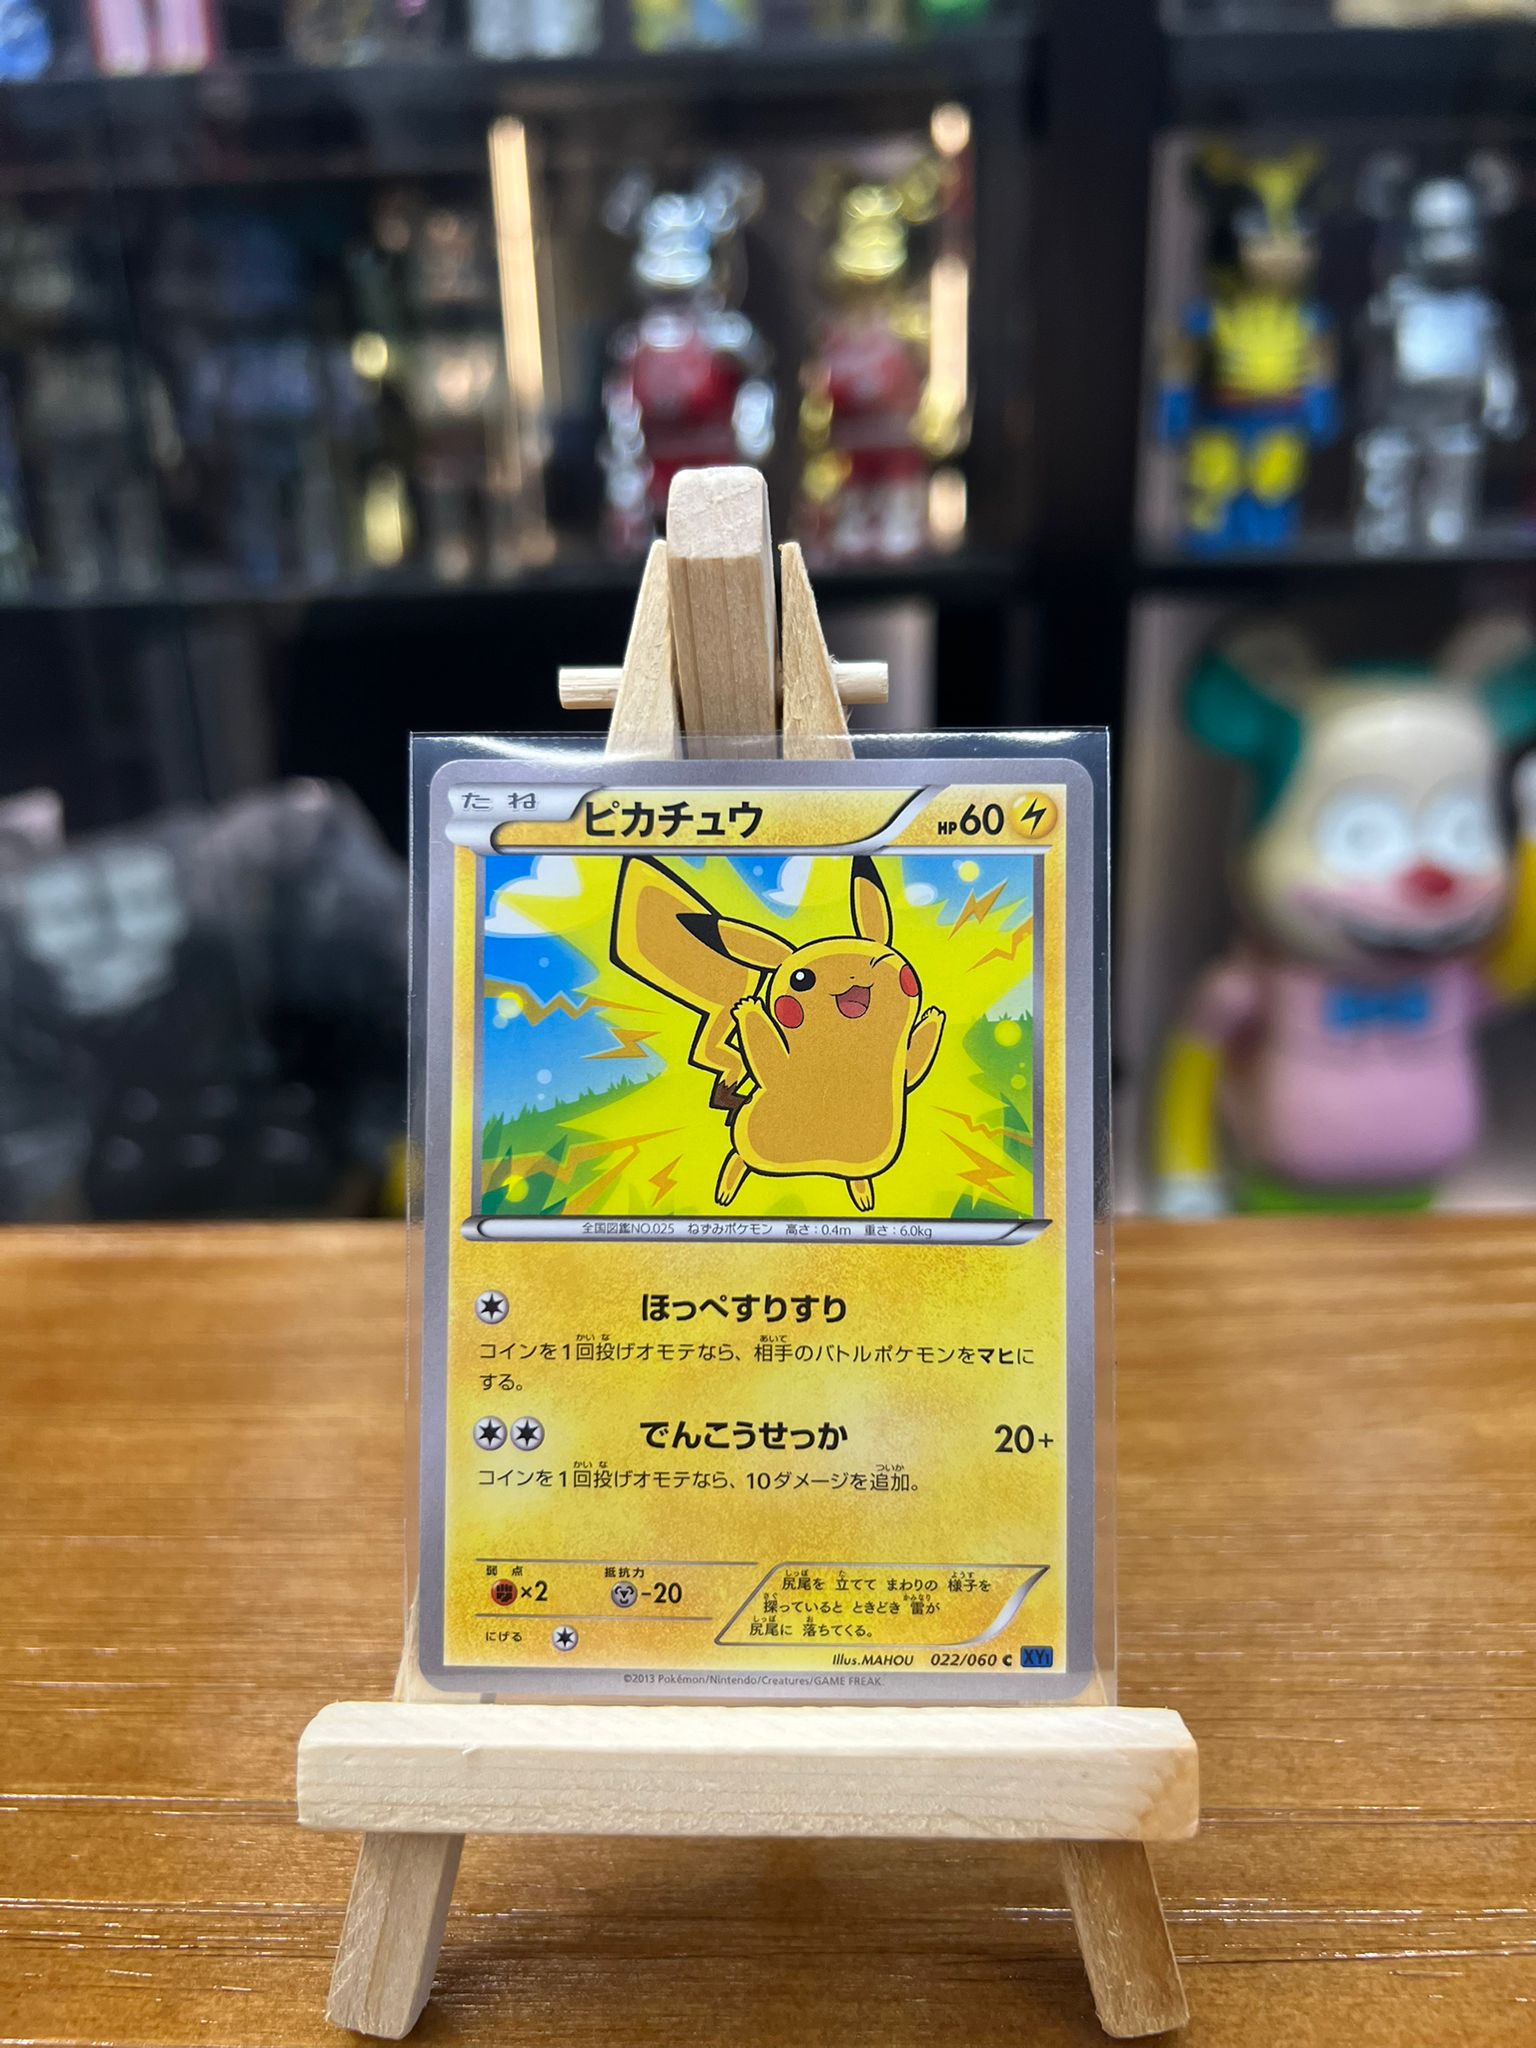 たね ピカチュウ HP60
全国図鑑NO.025 ねずみポケモン 高さ：0.4m 重さ：6.0kg
ほっぺすりすり
コインを1回投げオモテなら、相手のバトルポケモンをマヒに
する。
でんこうせっか 20+
コインを1回投げオモテなら、10ダメージを追加。
弱点 抵抗力
×2 -20
にげる
尻尾を 立てて まわりの 様子を
探っていると ときどき 雷が
尻尾に 落ちてくる。
Illus.MAHOU 022/060 C XY1
©2013 Pokémon/Nintendo/Creatures/GAME FREAK.